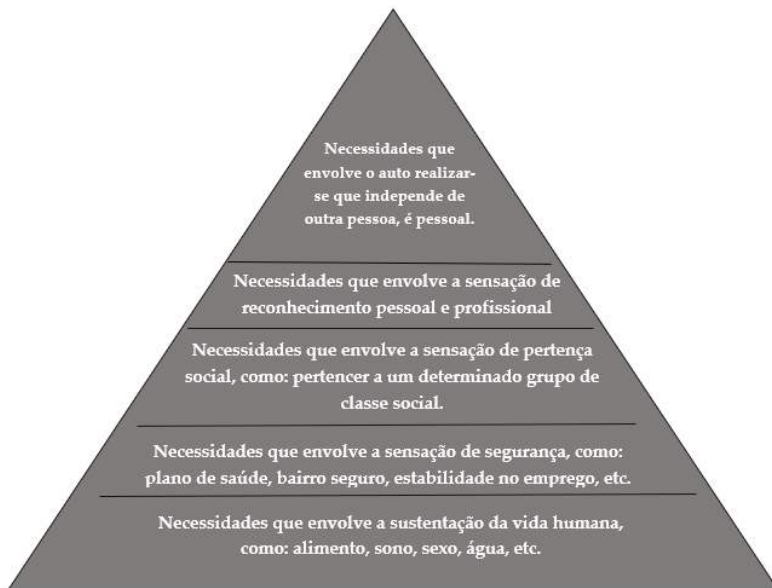 Necessidades que
envolve o auto realizar-
se que independe de
outra pessoa, é pessoal.
Necessidades que envolve a sensação de
reconhecimento pessoal e profissional
Necessidades que envolve a sensação de pertença
social, como: pertencer a um determinado grupo de
classe social.
Necessidades que envolve a sensação de segurança, como:
plano de saúde, bairro seguro, estabilidade no emprego, etc.
Necessidades que envolve a sustentação da vida humana,
como: alimento, sono, sexo, água, etc.